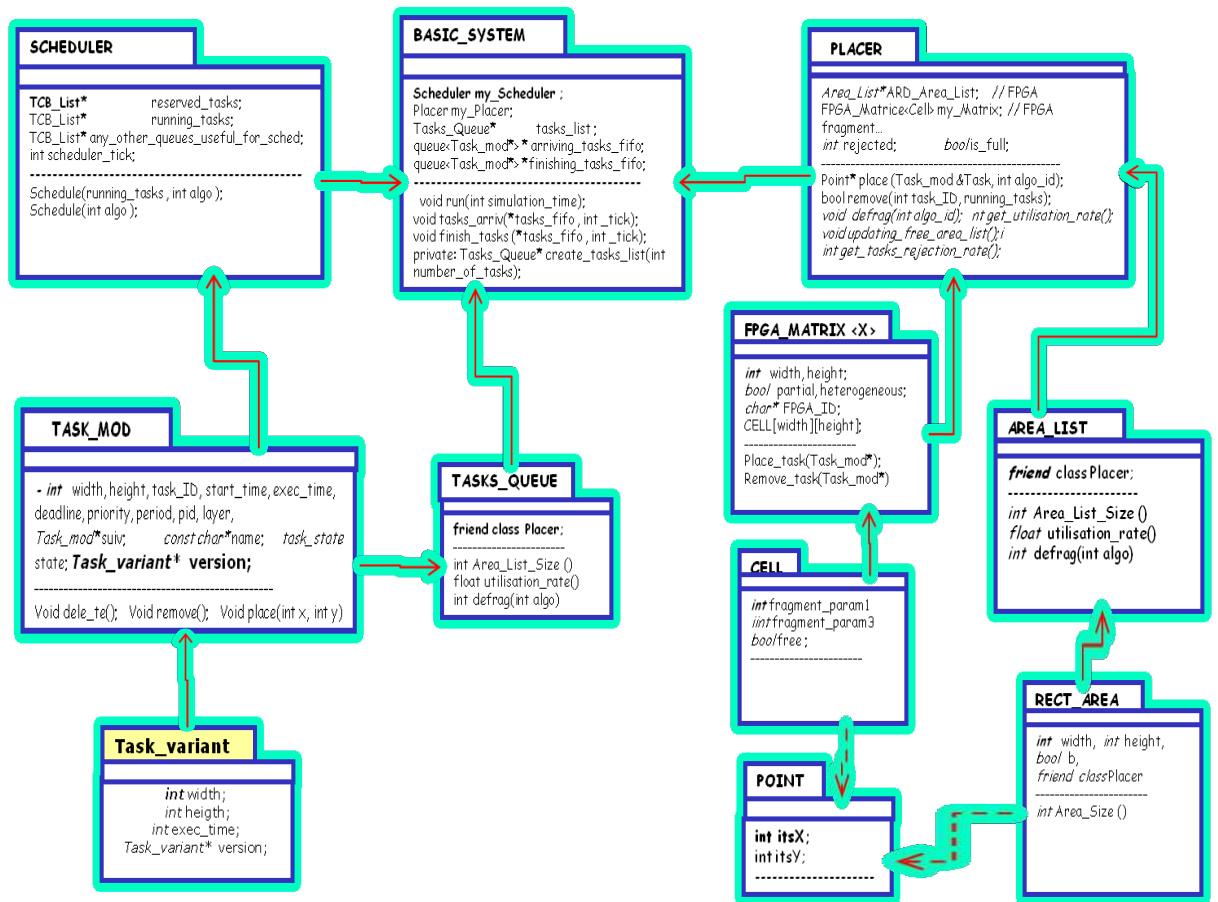 SCHEDULER
TCB_List* reserved_tasks;
TCB_List* running_tasks;
TCB_List* any_other_queues_useful_for_sched;
int scheduler_tick;
----------------------------------------
Schedule(running_tasks, int algo );
Schedule(int algo );
BASIC_SYSTEM
Scheduler my_Scheduler ;
Placer my_Placer;
Tasks_Queue* tasks_list ;
queue<Task_mod*> * arriving_tasks_fifo;
queue<Task_mod*> * finishing_tasks_fifo;
----------------------------------------
void run(int simulation_time);
void tasks_arriv(*tasks_fifo , int _tick);
void finish_tasks (*tasks_fifo , int _tick);
private: Tasks_Queue* create_tasks_list(int
number_of_tasks);
PLACER
Area_List* ARD_Area_List; // FPGA
FPGA_Matrice<Cell> my_Matrix; // FPGA
fragment...
int rejected; bool is_full;
----------------------------------------
Point* place (Task_mod &Task, int algo_id);
bool remove(int task_ID, running_tasks);
void defrag(int algo_id); nt get_utilisation_rate();
void updating_free_area_list(); i
int get_tasks_rejection_rate();
FPGA_MATRIX <X>
int width, height;
bool partial, heterogeneous;
char* FPGA_ID;
CELL[width][height];
------------------------
Place_task(Task_mod*);
Remove_task(Task_mod*)
TASK_MOD
- int width, height, task_ID, start_time, exec_time,
deadline, priority, period, pid, layer,
Task_mod* suiv; const char* name; task_state
state; Task_variant* version;
----------------------------------------
Void dele_te(); Void remove(); Void place(int x, int y)
TASKS_QUEUE
friend class Placer;
------------------------
int Area_List_Size ()
float utilisation_rate()
int defrag(int algo)
AREA_LIST
friend class Placer;
------------------------
int Area_List_Size ()
float utilisation_rate()
int defrag(int algo)
CELL
int fragment_param1
iint fragment_param3
bool free ;
------------------------
RECT_AREA
int width, int height,
bool b,
friend class Placer
------------------------
int Area_Size ()
Task_variant
int width;
int heigth;
int exec_time;
Task_variant* version;
POINT
int itsX;
int itsY;
----------------------